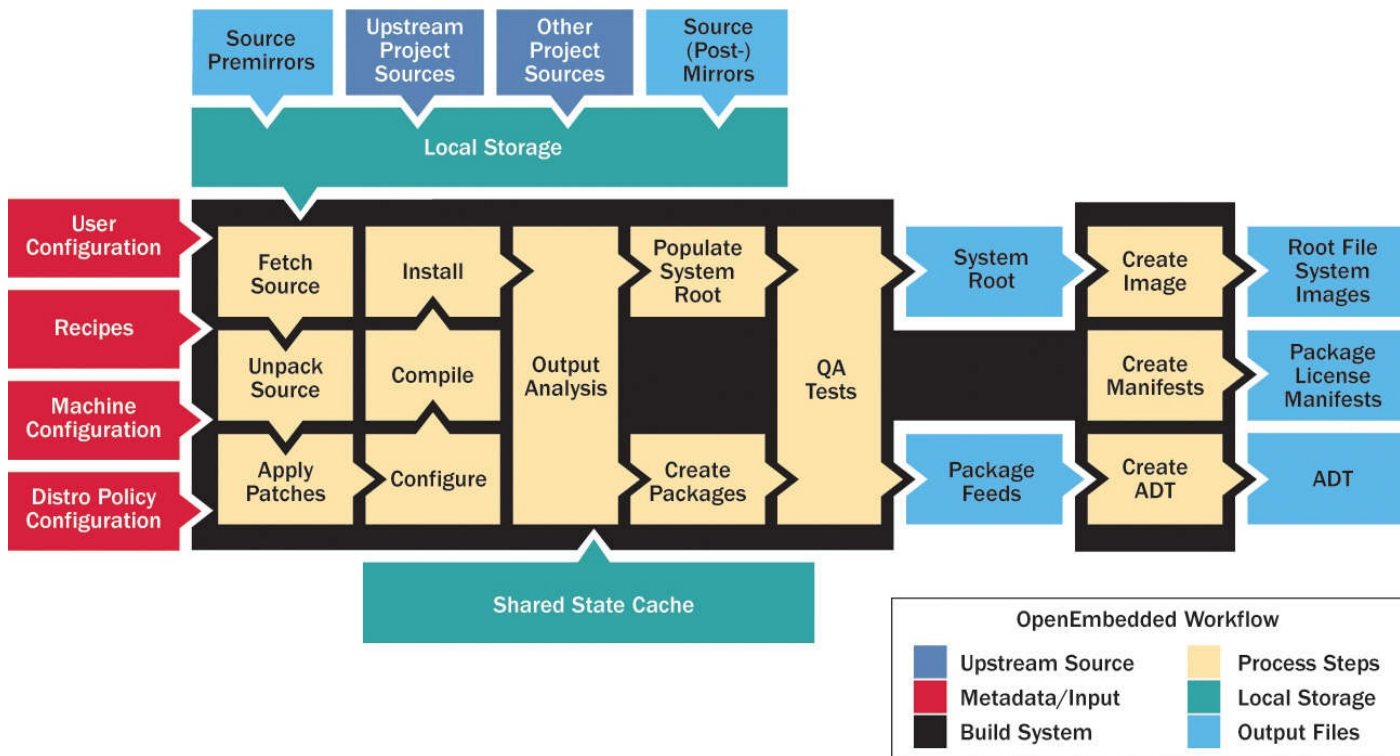 Source
Premirrors
Upstream
Project
Sources
Other
Project
Sources
Source
(Post-)
Mirrors
Local Storage
User
Configuration
Recipes
Machine
Configuration
Distro Policy
Configuration
Fetch
Source
Unpack
Source
Apply
Patches
Install
Compile
Configure
Output
Analysis
Populate
System
Root
Create
Packages
QA
Tests
System
Root
Package
Feeds
Create
Image
Create
Manifests
Create
ADT
Root File
System
Images
Package
License
Manifests
ADT
Shared State Cache
OpenEmbedded Workflow
Upstream Source
Metadata/Input
Build System
Process Steps
Local Storage
Output Files